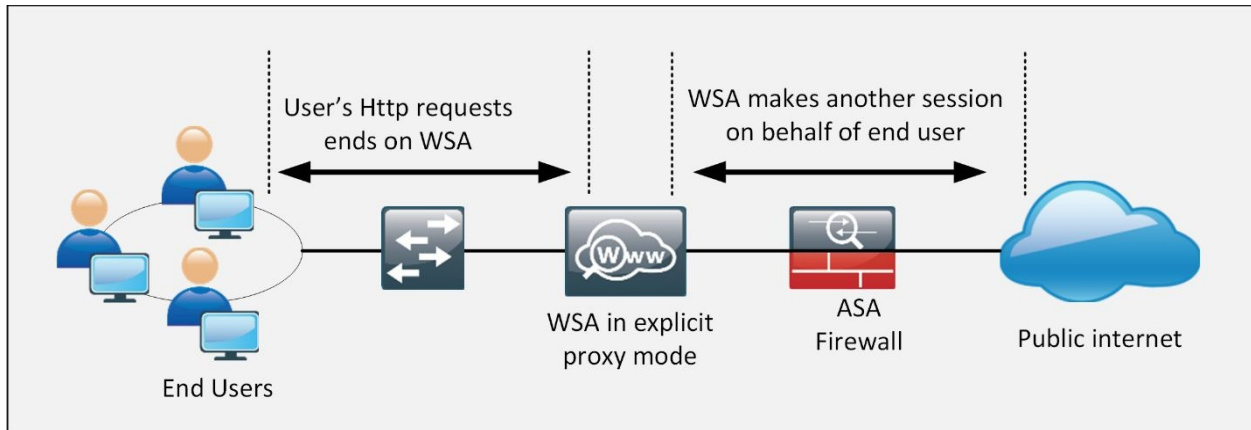 User's Http requests
ends on WSA
WSA makes another session
on behalf of end user
Www
WSA in explicit
proxy mode
ASA
Firewall
Public internet
End Users